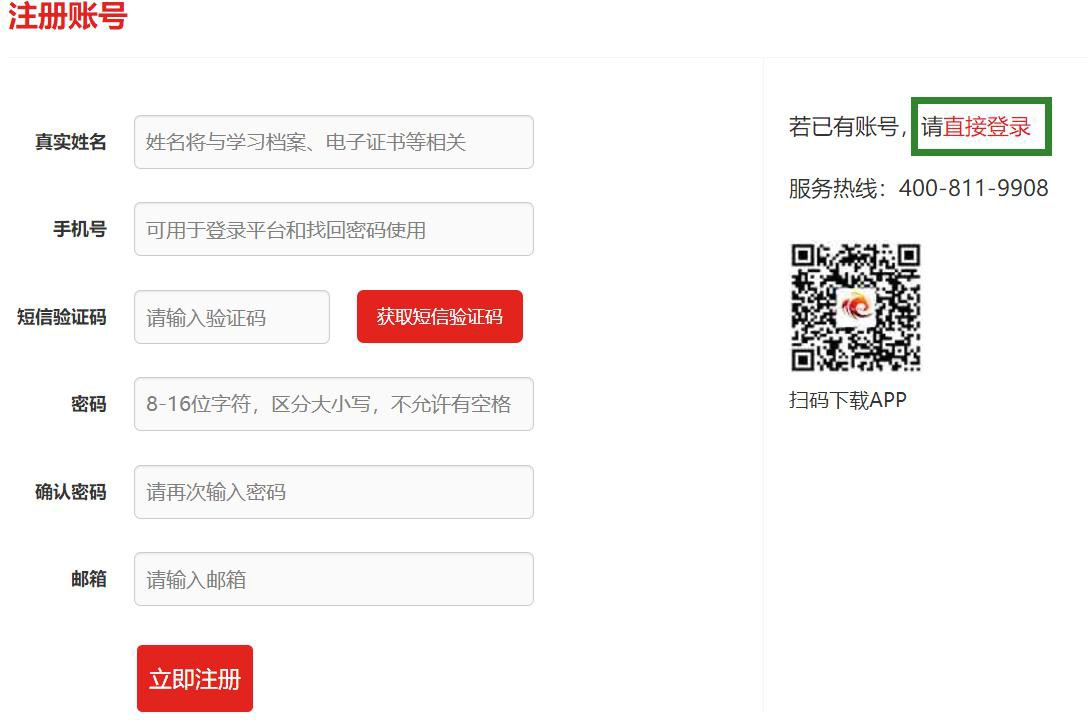 注册账号
真实姓名 姓名将与学习档案、电子证书等相关
手机号 可用于登录平台和找回密码使用
短信验证码 请输入验证码 获取短信验证码
密码 8-16位字符，区分大小写，不允许有空格
确认密码 请再次输入密码
邮箱 请输入邮箱
立即注册
若已有账号，请直接登录
服务热线：400-811-9908
扫码下载APP